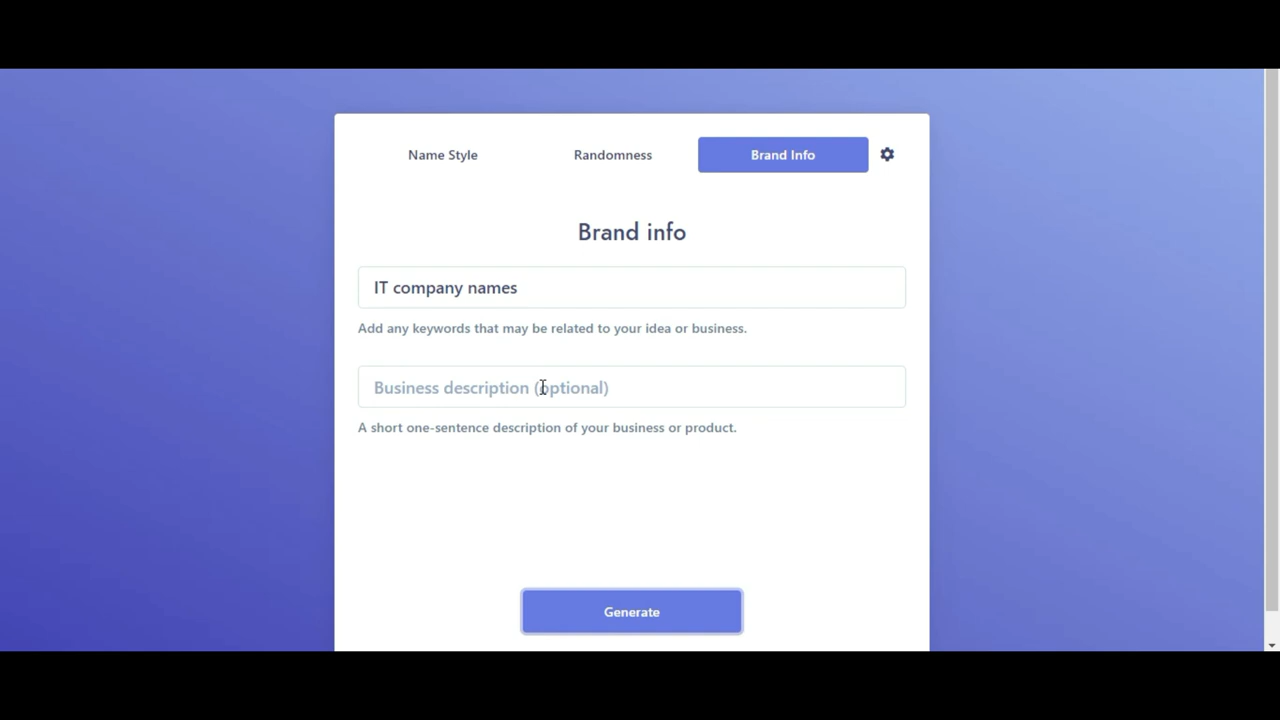 Name Style Randomness Brand Info
Brand info
IT company names
Add any keywords that may be related to your idea or business.
Business description (optional)
A short one-sentence description of your business or product.
Generate